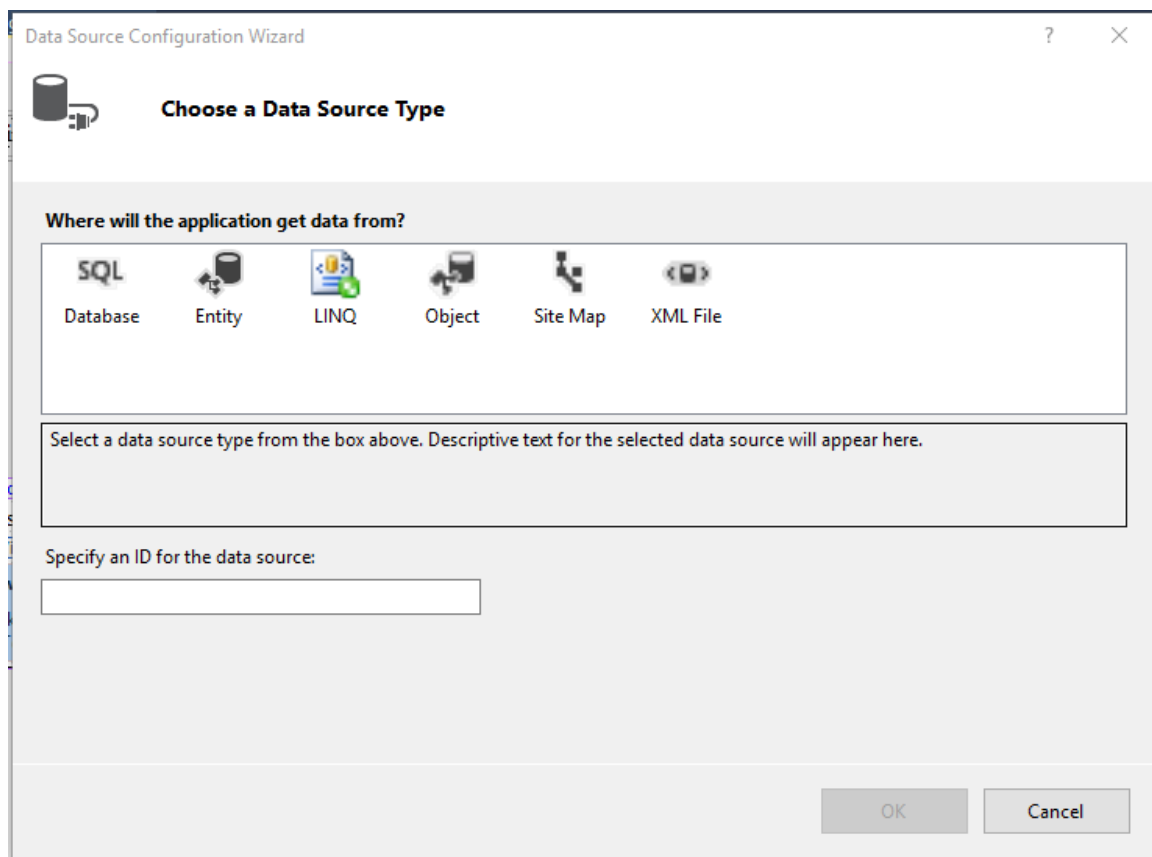 Data Source Configuration Wizard ?
Choose a Data Source Type
Where will the application get data from?
SQL
Database Entity LINQ Object Site Map XML File
Select a data source type from the box above. Descriptive text for the selected data source will appear here.
Specify an ID for the data source:
OK Cancel